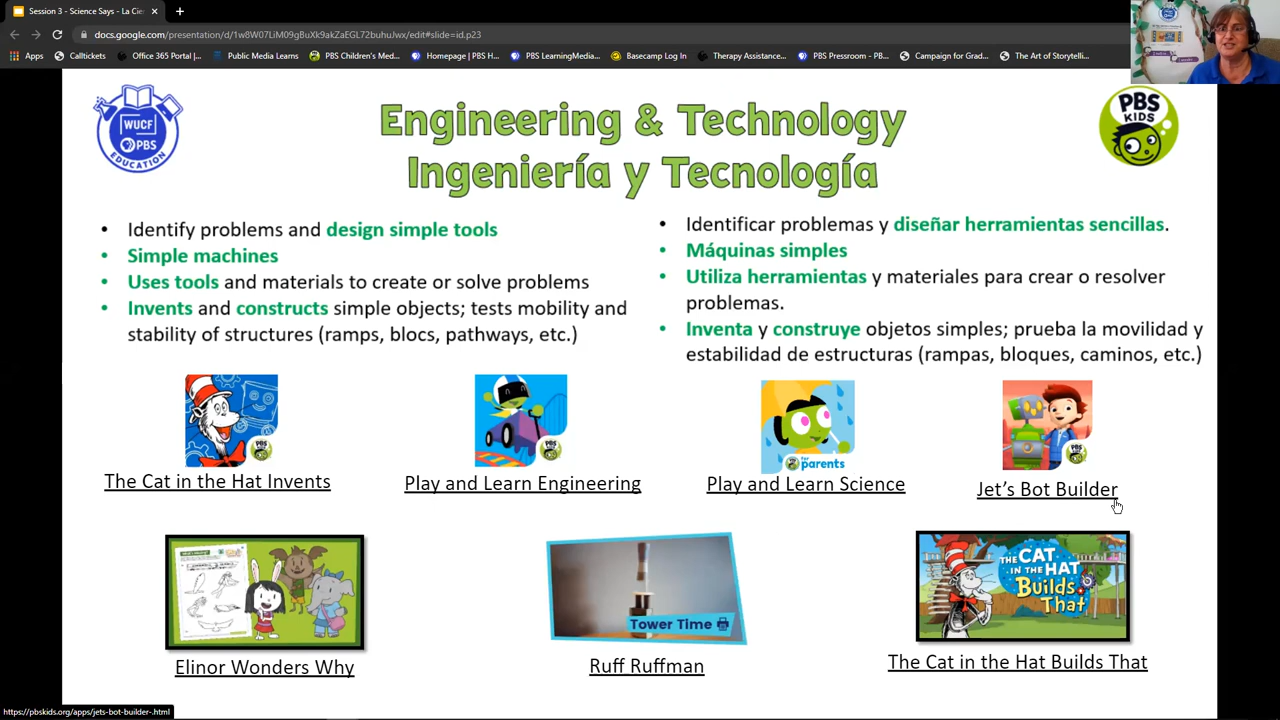 Session 3 - Science Says - La Cie
docs.google.com/presentation/d/1w8W07LiM09gBuXk9akZaEGL72buhuJwx/edit#slide=id.p23
Apps
Callticks
Office 365 Portal |...
Public Media Learns
PBS Children's Med...
Homepage | PBS H...
PBS LearningMedia...
Basecamp Log In
Therapy Assistance...
PBS Pressroom - PB...
Campaign for Grad...
The Art of Storytelli...
WUCF
PBS
EDUCATION
Engineering & Technology
Ingeniería y Tecnología
PBS
KIDS
• Identify problems and design simple tools
• Simple machines
• Uses tools and materials to create or solve problems
• Invents and constructs simple objects; tests mobility and
stability of structures (ramps, blocs, pathways, etc.)
• Identificar problemas y diseñar herramientas sencillas.
• Máquinas simples
• Utiliza herramientas y materiales para crear o resolver
problemas.
• Inventa y construye objetos simples; prueba la movilidad y
estabilidad de estructuras (rampas, bloques, caminos, etc.)
for
parents
The Cat in the Hat Invents
Play and Learn Engineering
Play and Learn Science
Jet's Bot Builder
Tower Time
THE CAT
IN THE HAT
Builds
That
Elinor Wonders Why
Ruff Ruffman
The Cat in the Hat Builds That
https://pbskids.org/apps/jets-bot-builder-.html